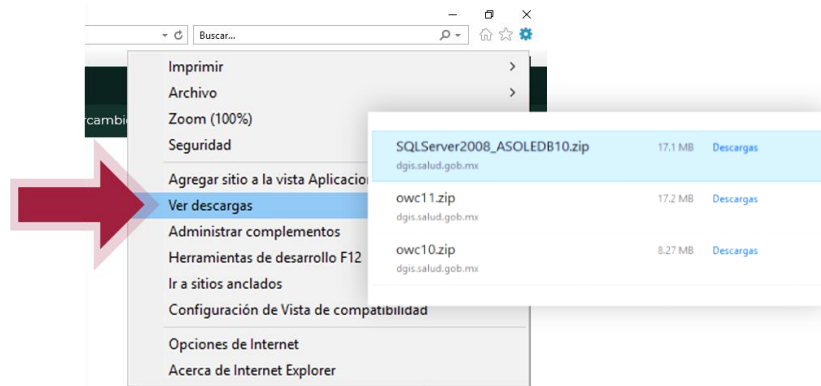 Buscar...
Imprimir
Archivo
Zoom (100%)
Seguridad
Agregar sitio a la vista
Ver descargas
Administrar complementos
Herramientas de desarrollo F12
Ir a sitios anclados
Configuración de Vista de compatibilidad
Opciones de Internet
Acerca de Internet Explorer
SQLServer2008_ASOLEDB10.zip 17.1 MB Descargas
dgis.salud.gob.mx
owc11.zip 17.2 MB Descargas
dgis.salud.gob.mx
owc10.zip 8.27 MB Descargas
dgis.salud.gob.mx